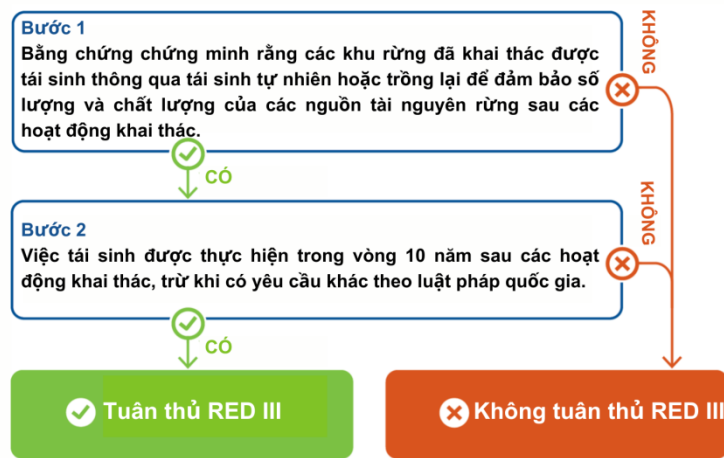 Bước 1
Bằng chứng chứng minh rằng các khu rừng đã khai thác được
tái sinh thông qua tái sinh tự nhiên hoặc trồng lại để đảm bảo số
lượng và chất lượng của các nguồn tài nguyên rừng sau các
hoạt động khai thác.
KHÔNG
CÓ
Bước 2
Việc tái sinh được thực hiện trong vòng 10 năm sau các hoạt
động khai thác, trừ khi có yêu cầu khác theo luật pháp quốc gia.
KHÔNG
CÓ
Tuân thủ RED III
Không tuân thủ RED III